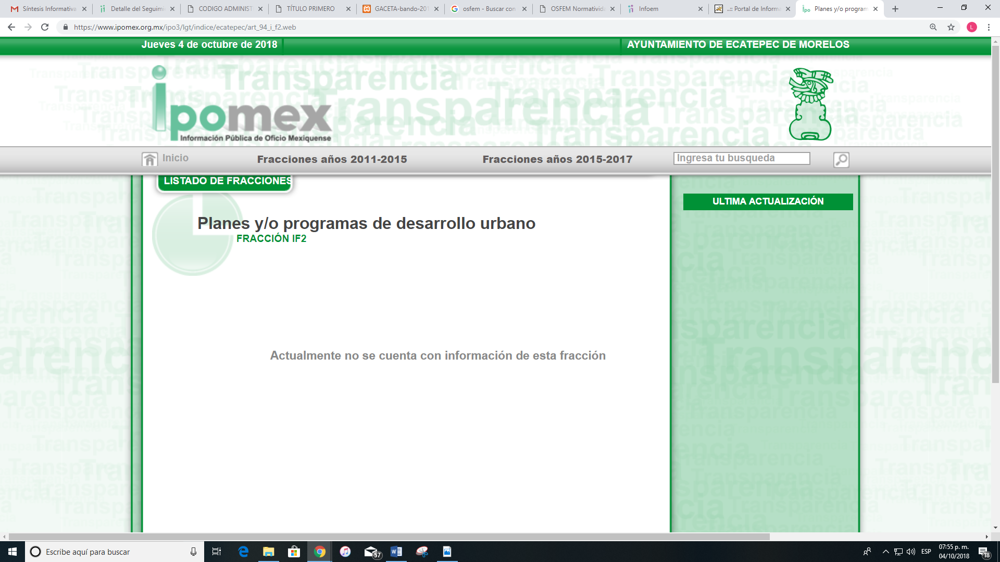 Síntesis Informativa
Detalle del Seguimi
CODIGO ADMINIST
TÍTULO PRIMERO
GACETA-bando-201
osfem - Buscar con
OSFEM Normativid
Infoem
..:: Portal de Informa
Planes y/o program
https://www.ipomex.org.mx/ipo3/lgt/indice/ecatepec/art_94_i_f2.web
L
Jueves 4 de octubre de 2018
AYUNTAMIENTO DE ECATEPEC DE MORELOS
Transparencia
ipomex
Información Pública de Oficio Mexiquense
Inicio
Fracciones años 2011-2015
Fracciones años 2015-2017
Ingresa tu busqueda
LISTADO DE FRACCIONES
ULTIMA ACTUALIZACIÓN
Planes y/o programas de desarrollo urbano
FRACCIÓN IF2
Actualmente no se cuenta con información de esta fracción
Escribe aquí para buscar
57
ESP
07:55 p. m.
04/10/2018
18